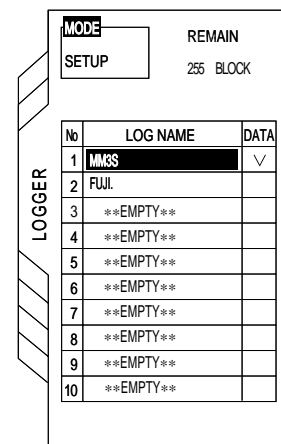 MODE
SETUP
REMAIN
255 BLOCK
LOGGER
No LOG NAME DATA
1 MM3S ∨
2 FUJI.
3 **EMPTY**
4 **EMPTY**
5 **EMPTY**
6 **EMPTY**
7 **EMPTY**
8 **EMPTY**
9 **EMPTY**
10 **EMPTY**